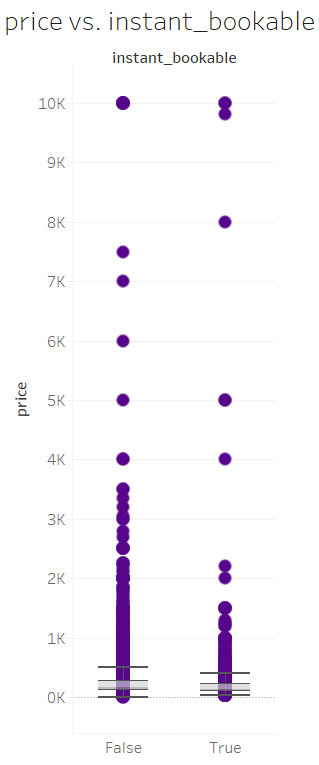 price vs. instant_bookable
instant_bookable
10K
9K
8K
7K
6K
5K
4K
3K
2K
1K
0K
price
False True